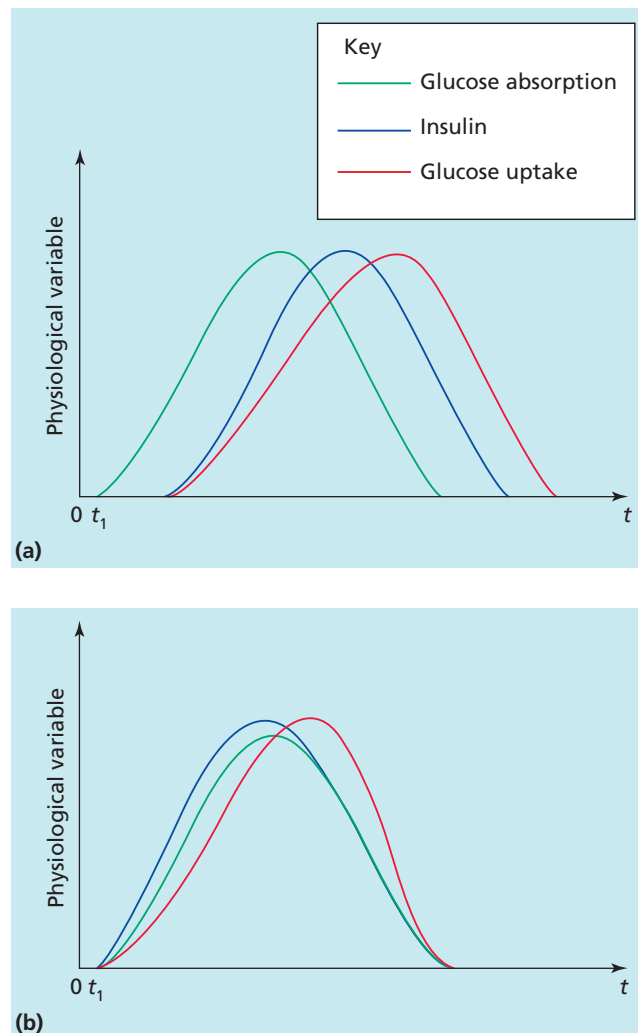 Key
Glucose absorption
Insulin
Glucose uptake
Physiological variable
0 t₁ t
(a)
Physiological variable
0 t₁ t
(b)